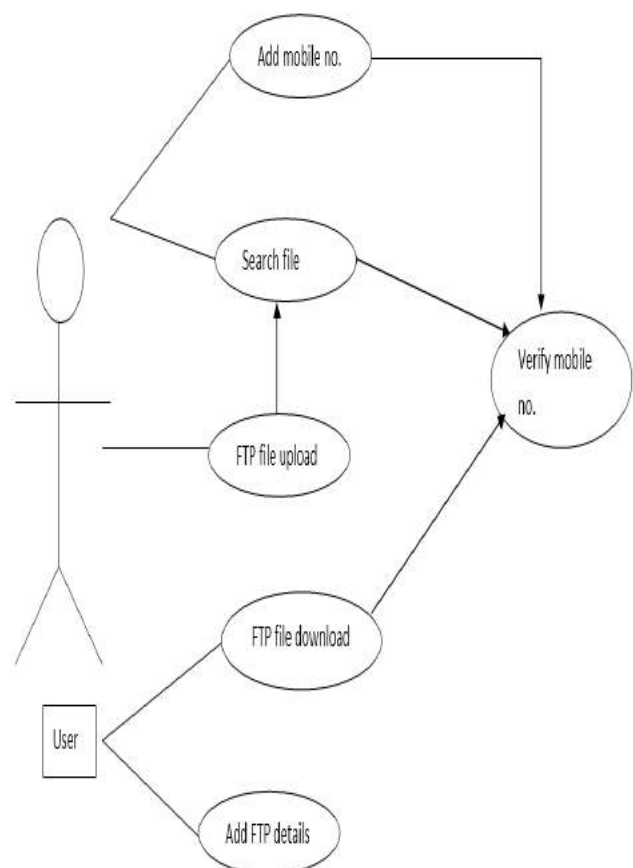 Add mobile no.
Search file
Verify mobile
no.
FTP file upload
FTP file download
User
Add FTP details